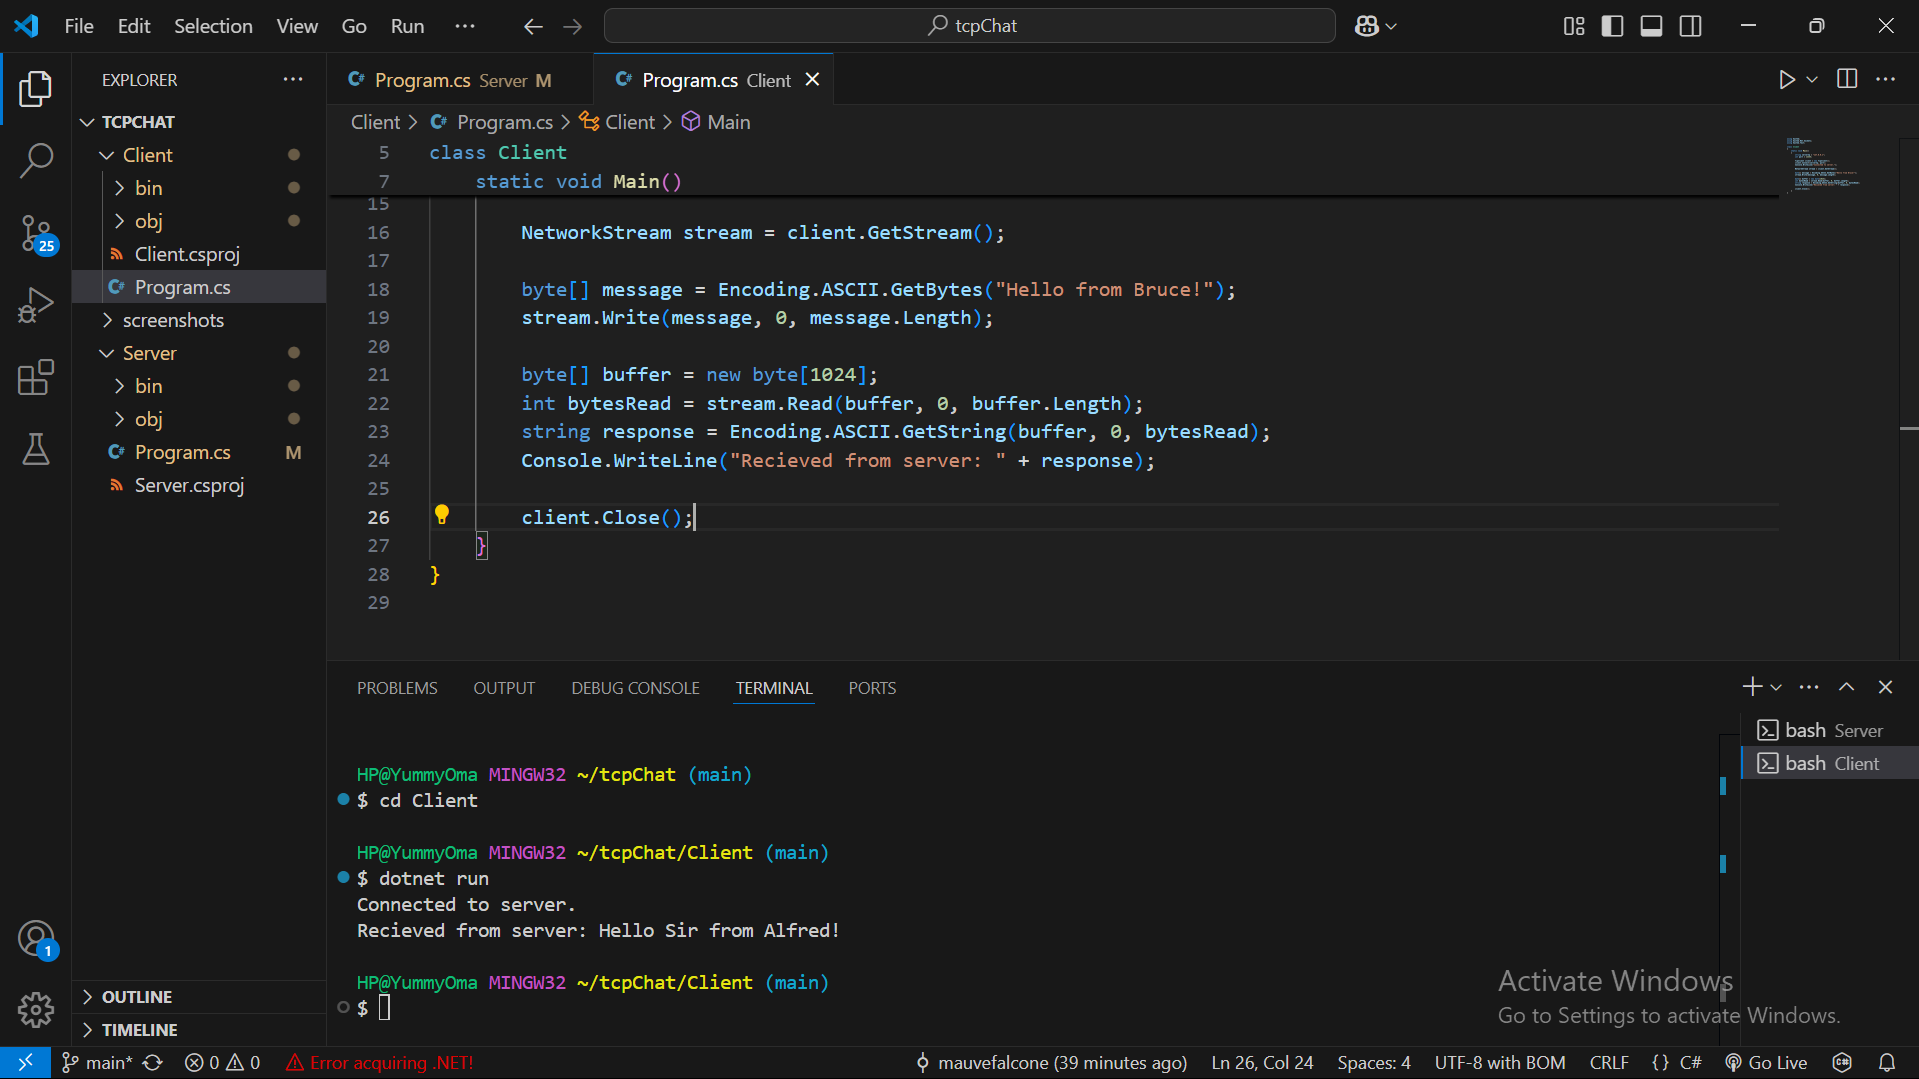 File Edit Selection View Go Run ··· tcpChat
EXPLORER ···
TCPCHAT
Client
bin
obj
Client.csproj
Program.cs
screenshots
Server
bin
obj
Program.cs M
Server.csproj
OUTLINE
TIMELINE
25
1
Program.cs Server M Program.cs Client
Client > Program.cs > Client > Main
5 class Client
7 static void Main()
15
16 NetworkStream stream = client.GetStream();
17
18 byte[] message = Encoding.ASCII.GetBytes("Hello from Bruce!");
19 stream.Write(message, 0, message.Length);
20
21 byte[] buffer = new byte[1024];
22 int bytesRead = stream.Read(buffer, 0, buffer.Length);
23 string response = Encoding.ASCII.GetString(buffer, 0, bytesRead);
24 Console.WriteLine("Recieved from server: " + response);
25
26 client.Close();
27 }
28 }
29
PROBLEMS OUTPUT DEBUG CONSOLE TERMINAL PORTS
bash Server
bash Client
HP@YummyOma MINGW32 ~/tcpChat (main)
$ cd Client
HP@YummyOma MINGW32 ~/tcpChat/Client (main)
$ dotnet run
Connected to server.
Recieved from server: Hello Sir from Alfred!
HP@YummyOma MINGW32 ~/tcpChat/Client (main)
$
Activate Windows
Go to Settings to activate Windows.
main* 0 0 Error acquiring .NET! mauvefalcone (39 minutes ago) Ln 26, Col 24 Spaces: 4 UTF-8 with BOM CRLF {} C# Go Live